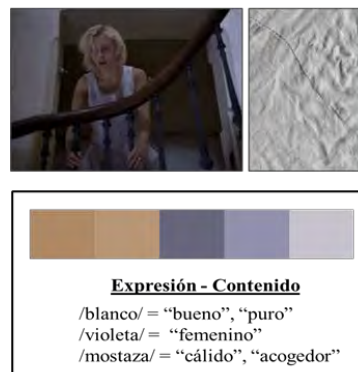 Expresión - Contenido
/blanco/ = “bueno”, “puro”
/violeta/ = “femenino”
/mostaza/ = “cálido”, “acogedor”